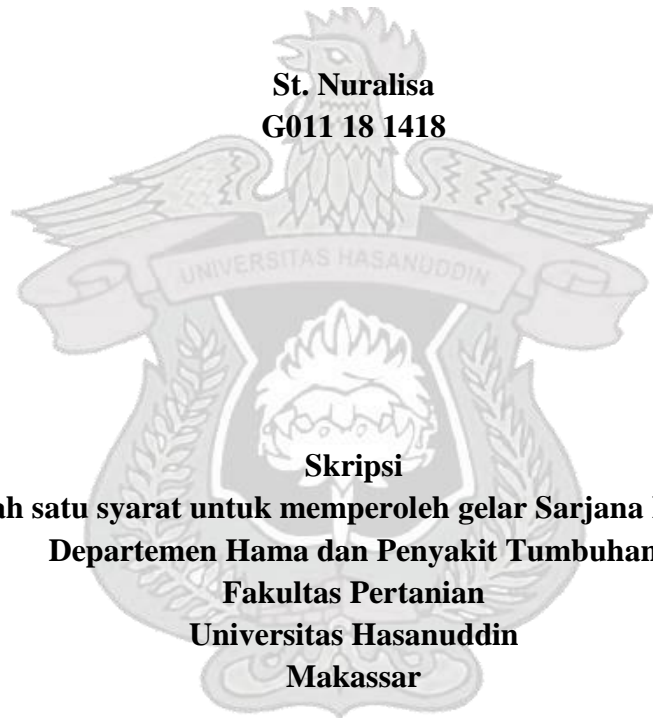 St. Nuralisa
G011 18 1418
UNIVERSITAS HASANUDDIN
Skripsi
satu syarat untuk memperoleh gelar Sarjana
Departemen Hama dan Penyakit Tumbuhan
Fakultas Pertanian
Universitas Hasanuddin
Makassar